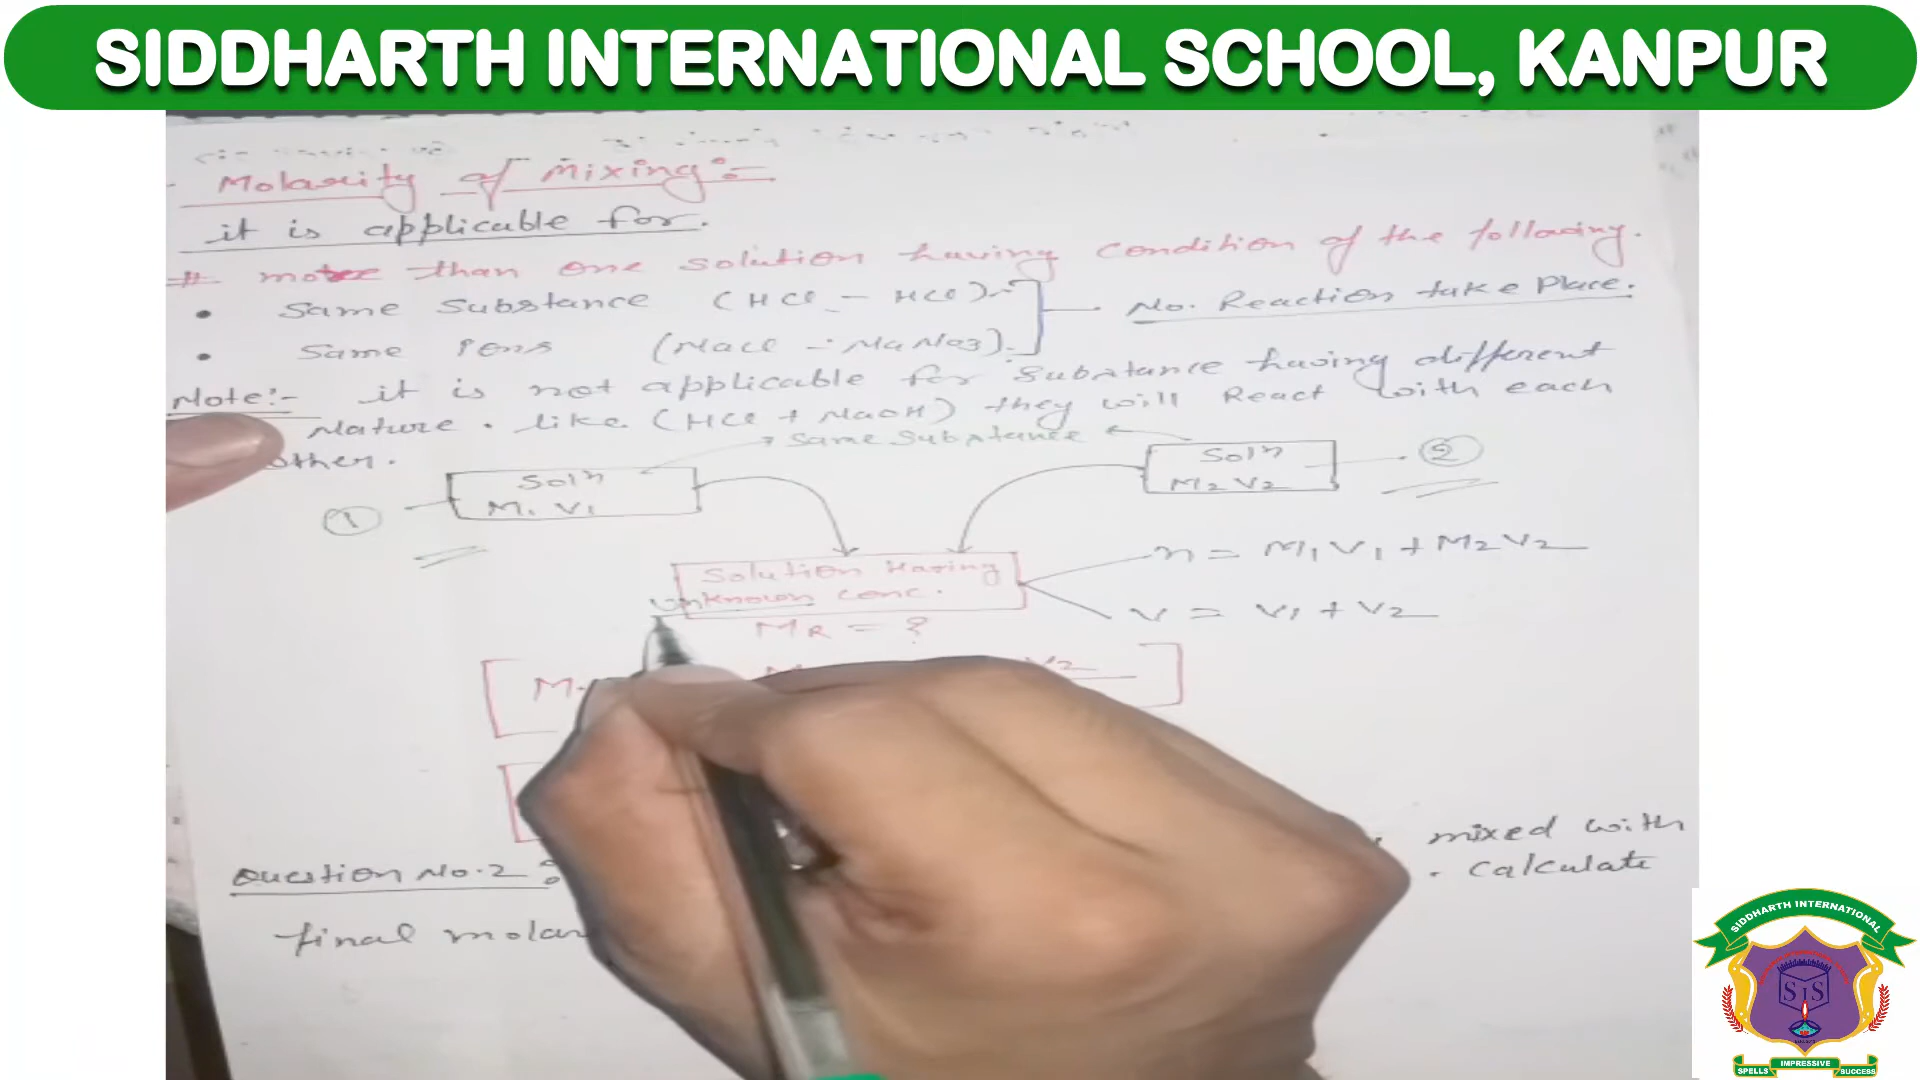 SIDDHARTH INTERNATIONAL SCHOOL, KANPUR
Molarity of Mixing:-
it is applicable for.
# more than one solution having condition of the following.
• Same Substance (HCl - HCl).
No. Reaction take Place.
• Same Ions (NaCl - NaNO3).
Note:- it is not applicable for Substance having different
Nature. like (HCl + NaOH) they will React with each
other.
Same Substance
1
Soln
M1 V1
Soln
M2 V2
2
Solution Having
unknown conc.
n = M1V1 + M2V2
V = V1 + V2
MR = ?
V2
mixed with
Question No.2
. Calculate
final
SIDDHARTH INTERNATIONAL
SIS
SPELLS IMPRESSIVE SUCCESS